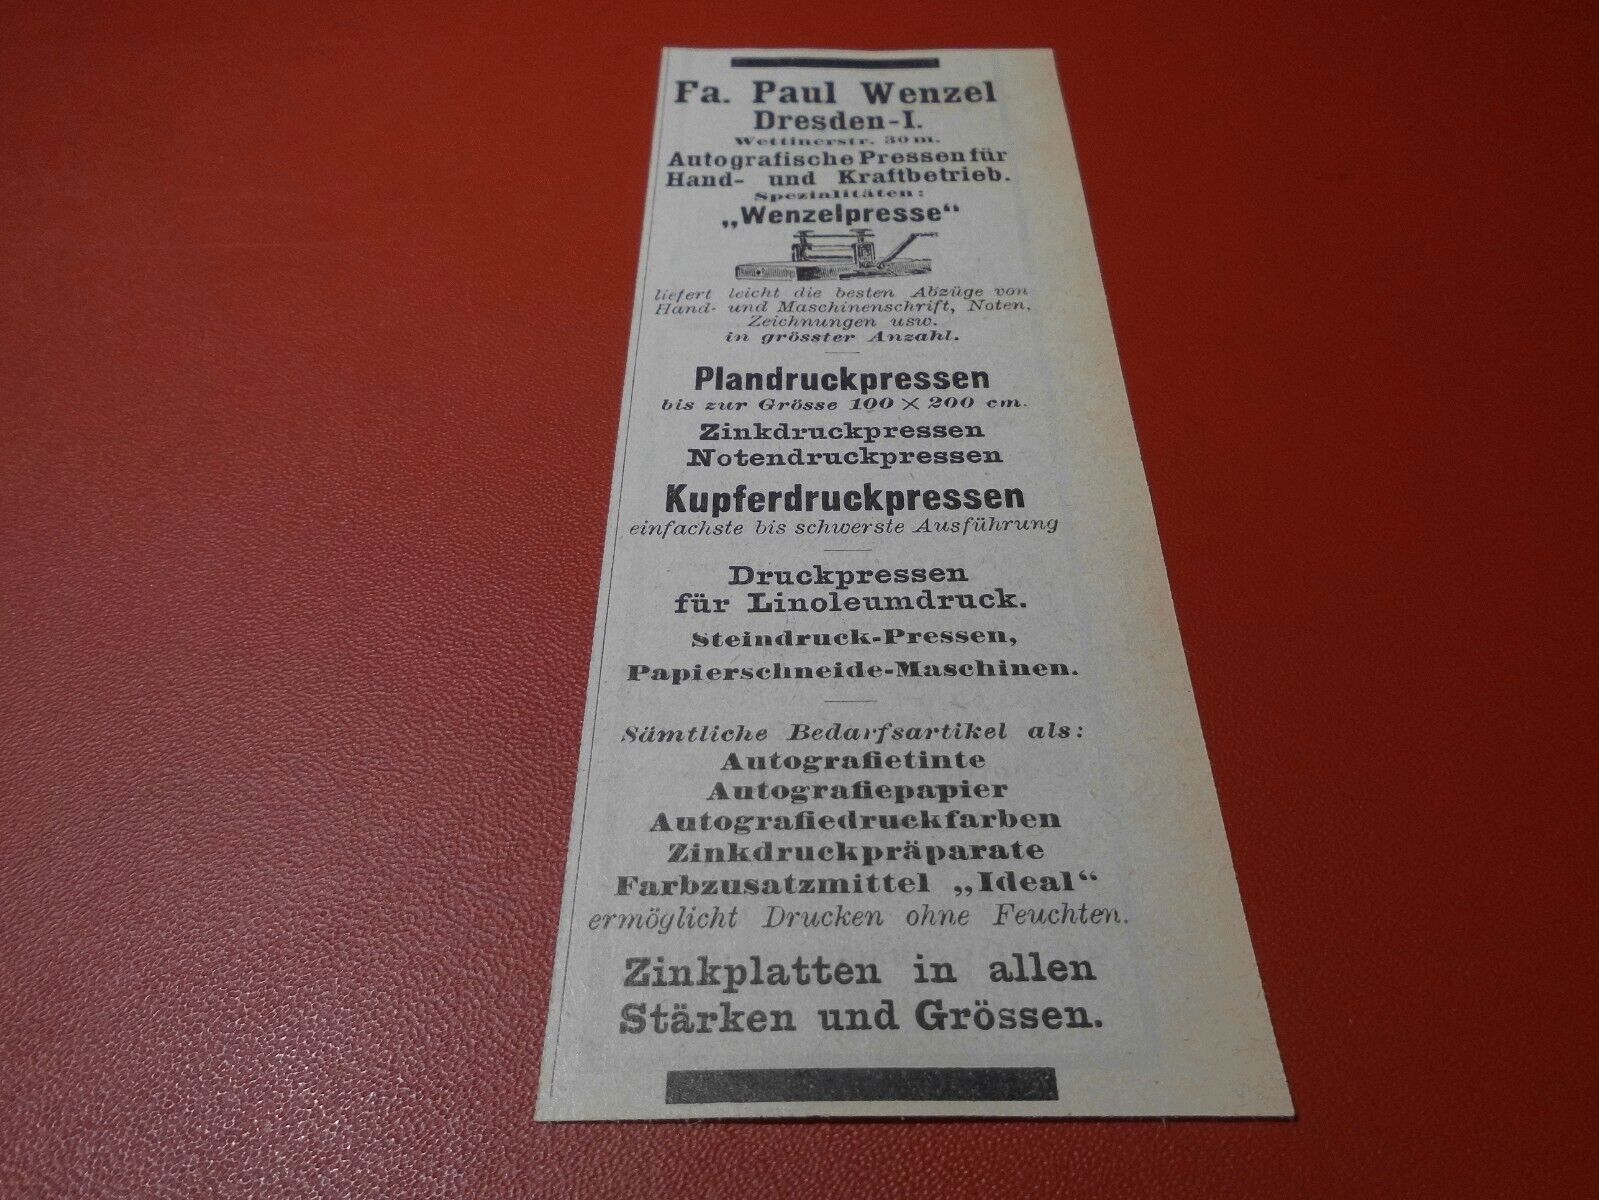 Fa. Paul Wenzel
Dresden-I.
Wettinerstr. 30 m.
Autografische Pressen für
Hand- und Kraftbetrieb.
Spezialitäten:
„Wenzelpresse“
liefert leicht die besten Abzüge von
Hand- und Maschinenschrift, Noten,
Zeichnungen usw.
in grösster Anzahl.
Plandruckpressen
bis zur Grösse 100 × 200 cm.
Zinkdruckpressen
Notendruckpressen
Kupferdruckpressen
einfachste bis schwerste Ausführung
Druckpressen
für Linoleumdruck.
Steindruck-Pressen,
Papierschneide-Maschinen.
Sämtliche Bedarfsartikel als:
Autografietinte
Autografiepapier
Autografiedruckfarben
Zinkdruckpräparate
Farbzusatzmittel „Ideal“
ermöglicht Drucken ohne Feuchten.
Zinkplatten in allen
Stärken und Grössen.